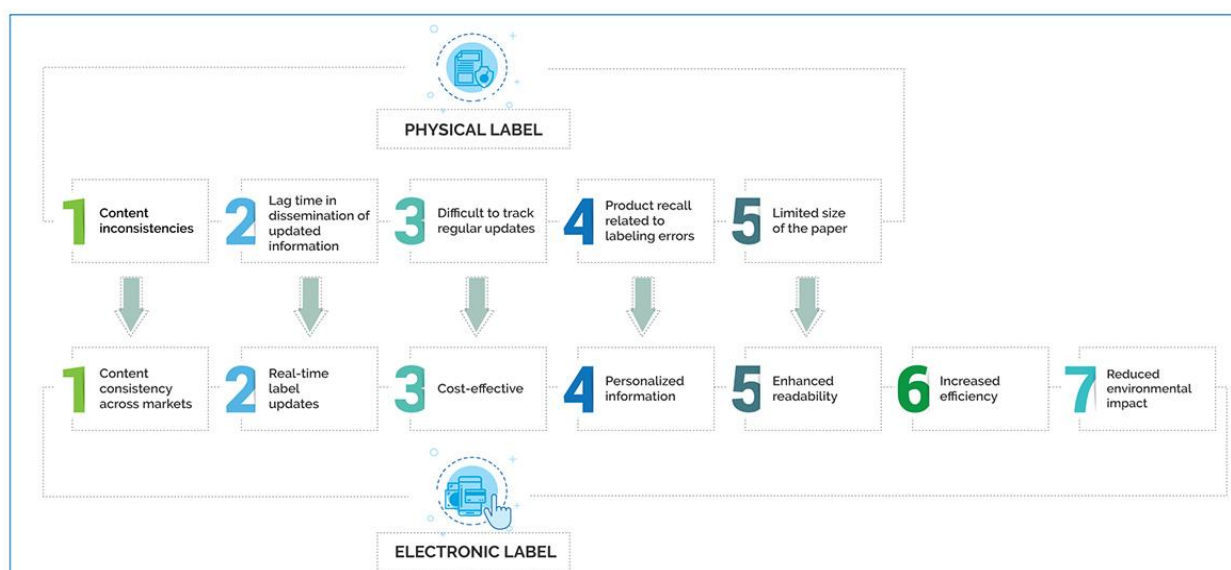 PHYSICAL LABEL
1
Content
inconsistencies
2
Lag time in
dissemination of
updated
information
3
Difficult to track
regular updates
4
Product recall
related to
labeling errors
5
Limited size
of the paper
1
Content
consistency
across markets
2
Real-time
label
updates
3
Cost-effective
4
Personalized
information
5
Enhanced
readability
6
Increased
efficiency
7
Reduced
environmental
impact
ELECTRONIC LABEL